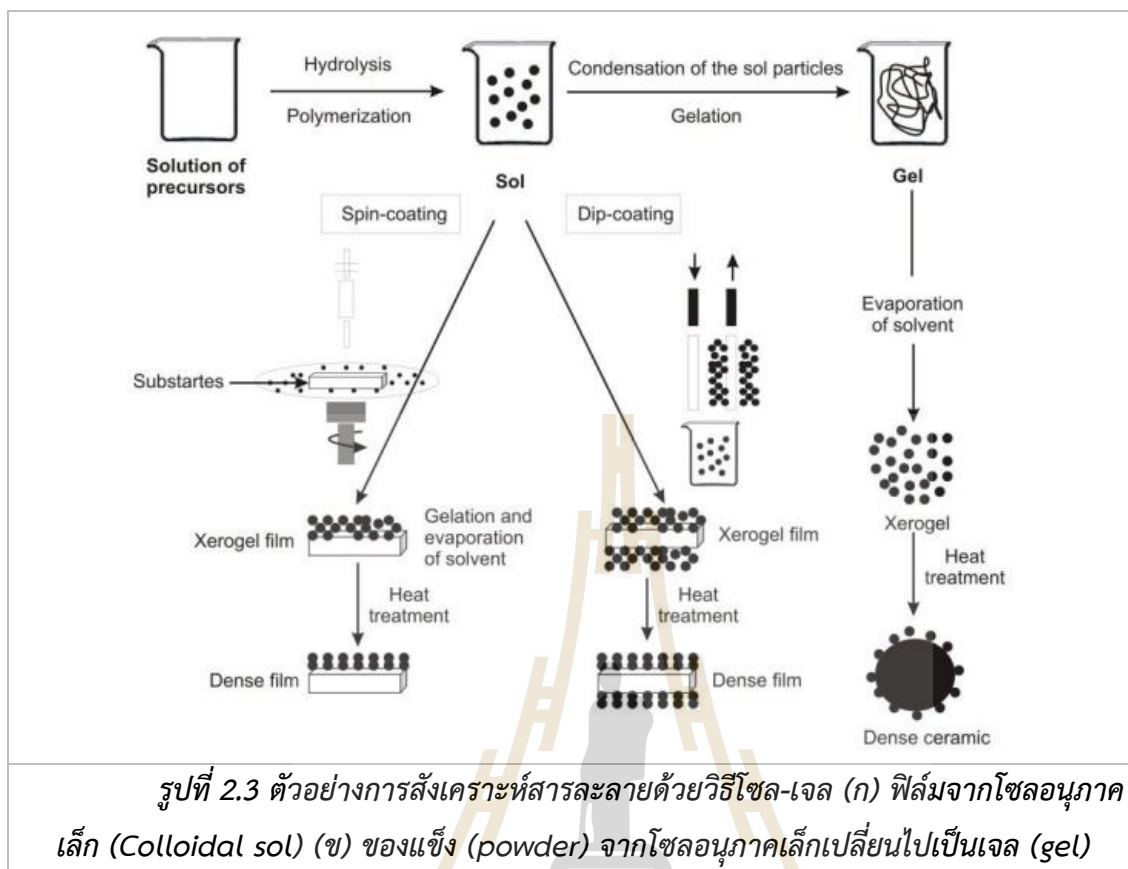 Hydrolysis
Polymerization
Condensation of the sol particles
Gelation
Solution of
precursors
Sol
Gel
Spin-coating
Dip-coating
Evaporation
of solvent
Substartes
Xerogel film
Gelation and
evaporation
of solvent
Xerogel film
Xerogel
Heat
treatment
Heat
treatment
Heat
treatment
Dense film
Dense film
Dense ceramic
รูปที่ 2.3 ตัวอย่างการสังเคราะห์สารละลายด้วยวิธีโซล-เจล (ก) ฟิล์มจากโซลอนุภาค
เล็ก (Colloidal sol) (ข) ของแข็ง (powder) จากโซลอนุภาคเล็กเปลี่ยนไปเป็นเจล (gel)